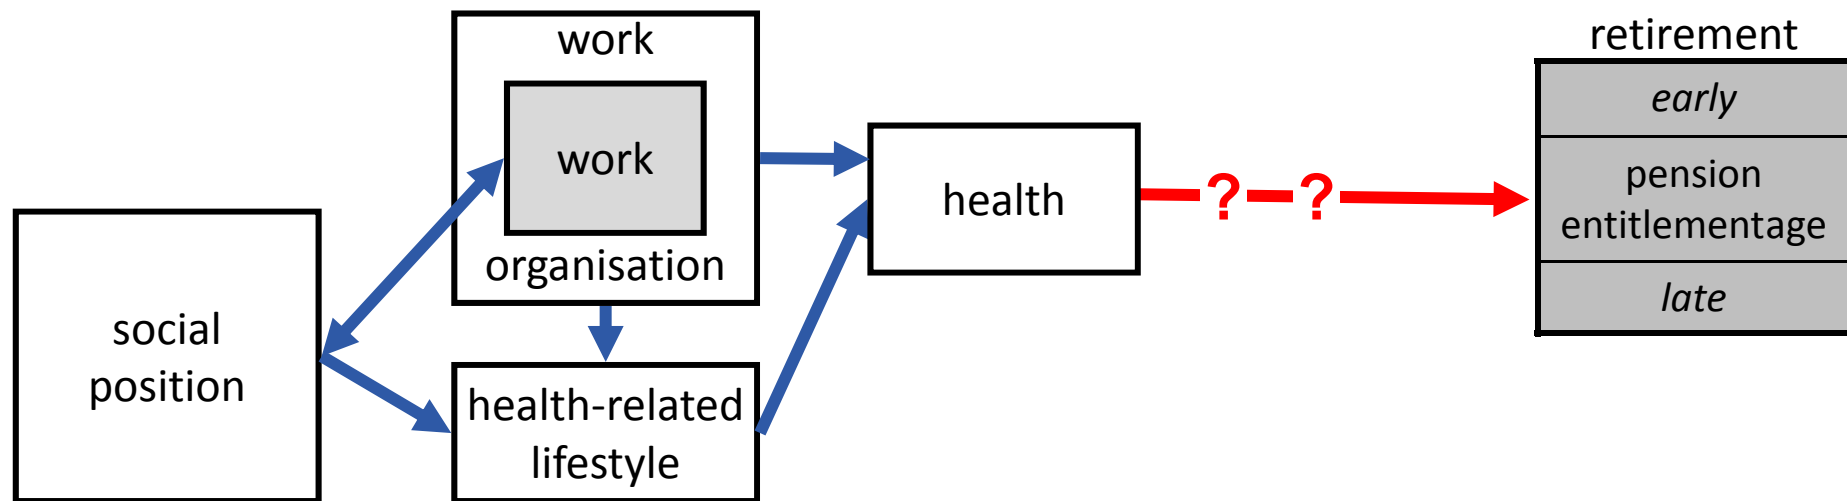 social
position
work
work
organisation
health-related
lifestyle
health
? ?
retirement
early
pension
entitlementage
late